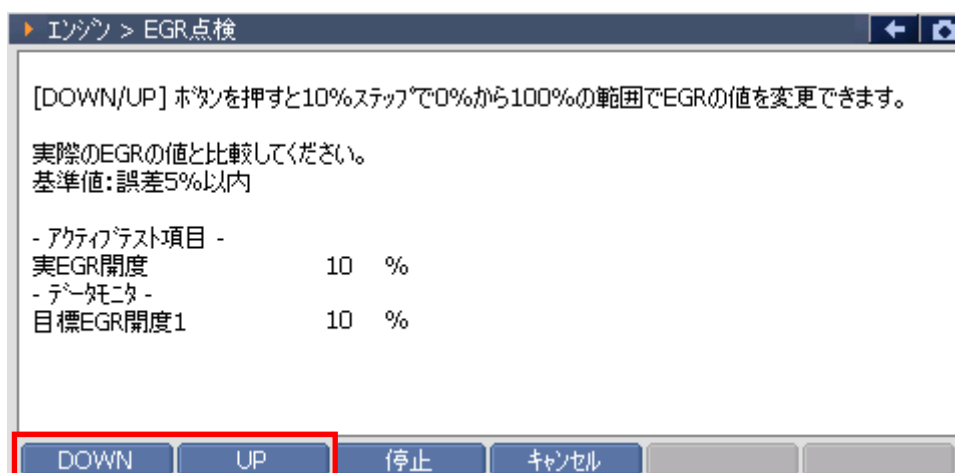 ｴﾝｼﾞﾝ > EGR点検
[DOWN/UP] ﾎﾞﾀﾝを押すと10%ｽﾃｯﾌﾟで0%から100%の範囲でEGRの値を変更できます。
実際のEGRの値と比較してください。
基準値:誤差5%以内
- ｱｸﾃｨﾌﾞﾃｽﾄ項目 -
実EGR開度 10 %
- ﾃﾞｰﾀﾓﾆﾀ -
目標EGR開度1 10 %
DOWN UP 停止 ｷｬﾝｾﾙ